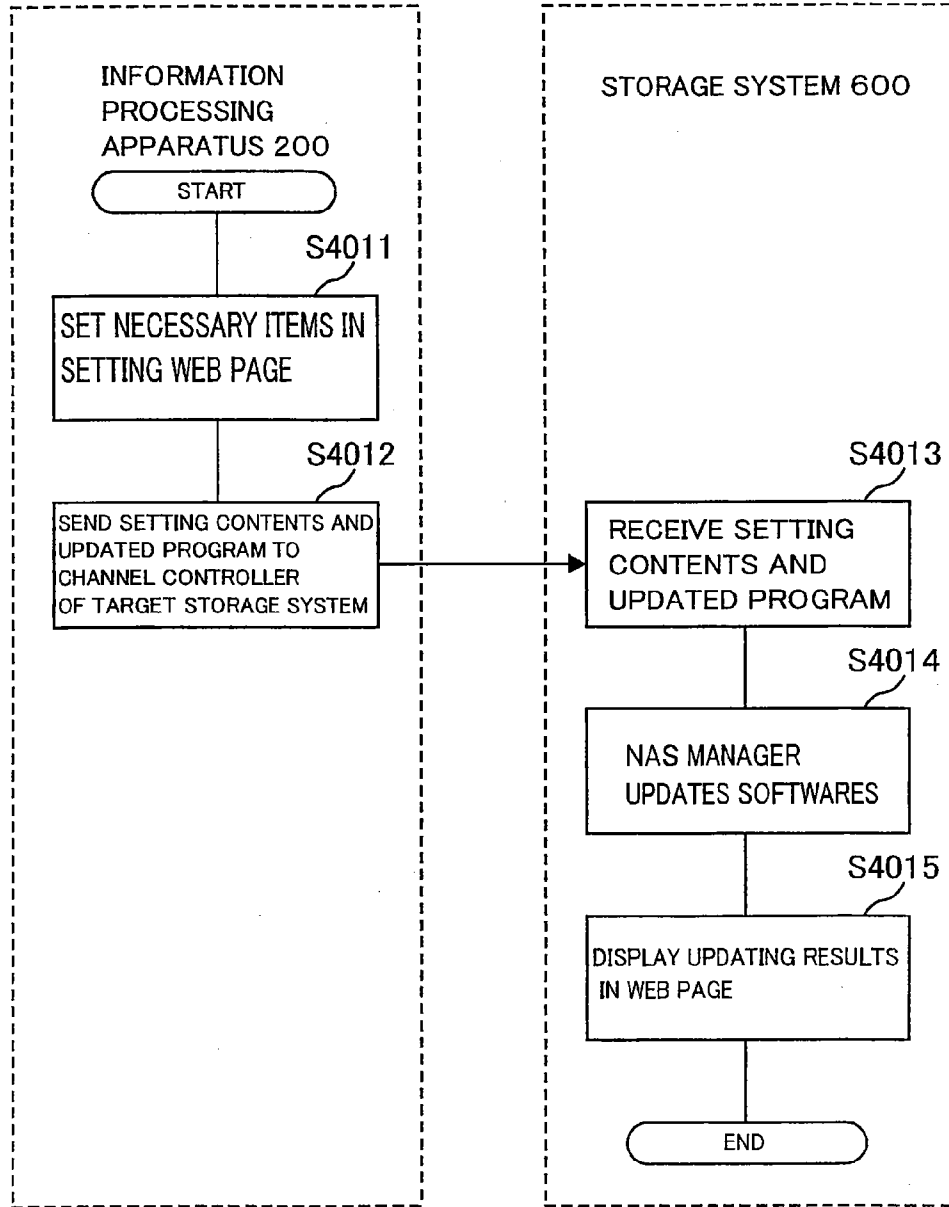 INFORMATION
PROCESSING
APPARATUS 200
START
S4011
SET NECESSARY ITEMS IN
SETTING WEB PAGE
S4012
SEND SETTING CONTENTS AND
UPDATED PROGRAM TO
CHANNEL CONTROLLER
OF TARGET STORAGE SYSTEM
STORAGE SYSTEM 600
S4013
RECEIVE SETTING
CONTENTS AND
UPDATED PROGRAM
S4014
NAS MANAGER
UPDATES SOFTWARES
S4015
DISPLAY UPDATING RESULTS
IN WEB PAGE
END